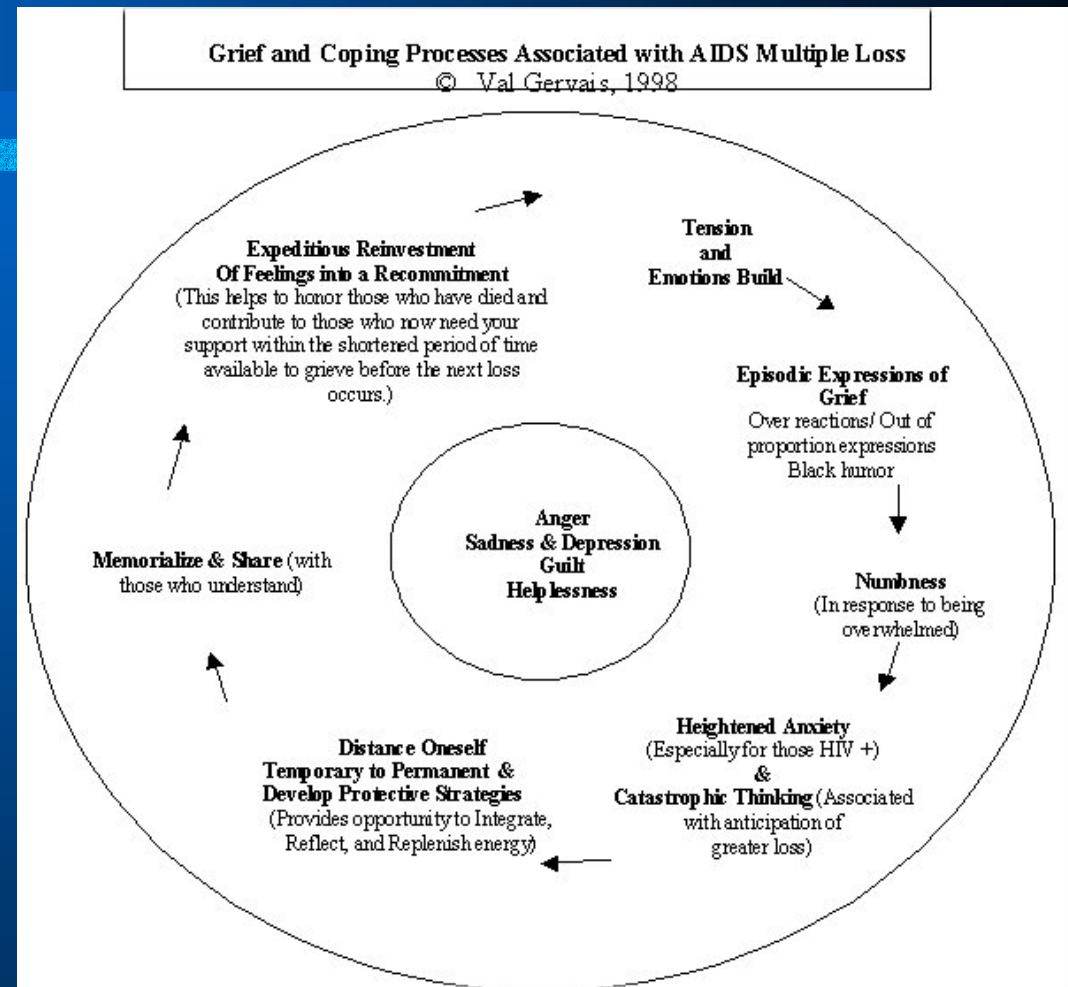 Grief and Coping Processes Associated with AIDS Multiple Loss
© Val Gervais, 1998
Tension
and
Emotions Build
Episodic Expressions of
Grief
Over reactions/ Out of
proportion expressions
Black humor
Numbness
(In response to being
overwhelmed)
Heightened Anxiety
(Especially for those HIV +)
&
Catastrophic Thinking (Associated
with anticipation of
greater loss)
Distance Oneself
Temporary to Permanent &
Develop Protective Strategies
(Provides opportunity to Integrate,
Reflect, and Replenish energy)
Memorialize & Share (with
those who understand)
Expeditious Reinvestment
Of Feelings into a Recommitment
(This helps to honor those who have died and
contribute to those who now need your
support within the shortened period of time
available to grieve before the next loss
occurs.)
Anger
Sadness & Depression
Guilt
Helplessness